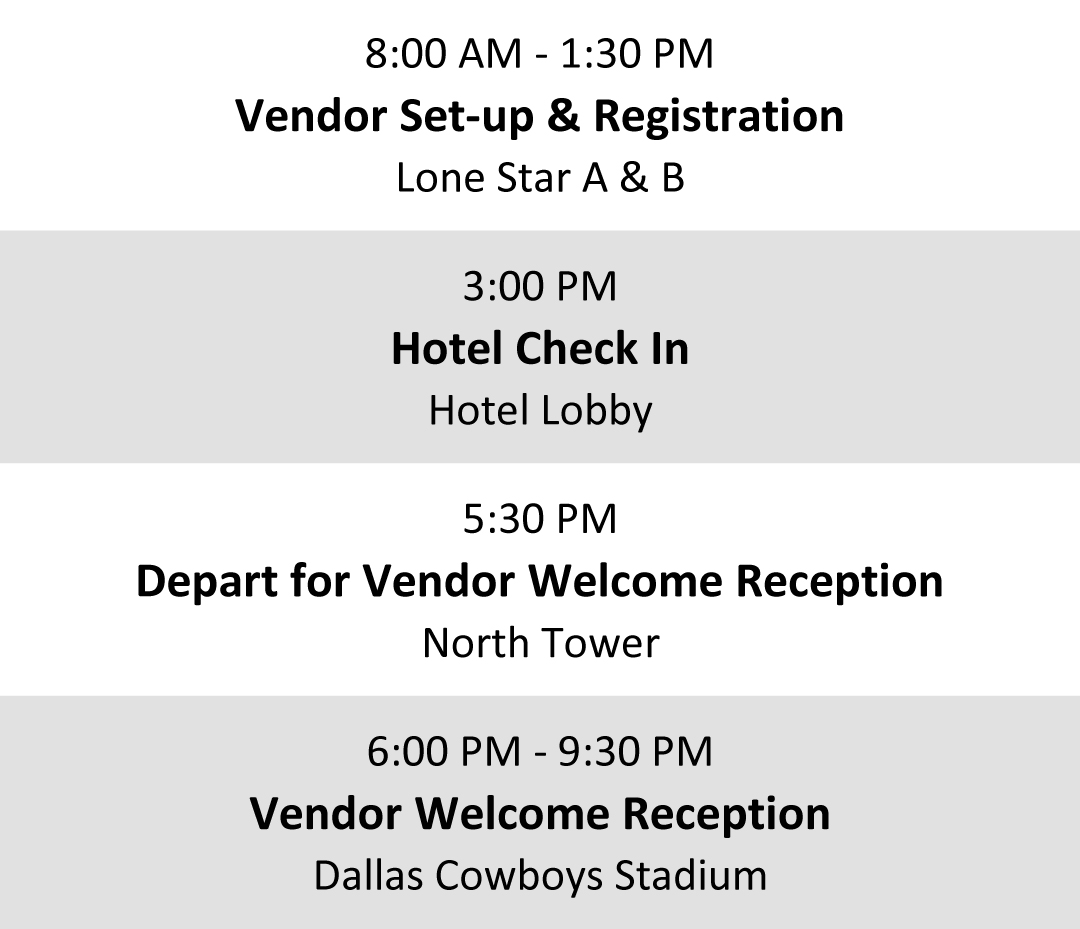 8:00 AM - 1:30 PM
Vendor Set-up & Registration
Lone Star A & B
3:00 PM
Hotel Check In
Hotel Lobby
5:30 PM
Depart for Vendor Welcome Reception
North Tower
6:00 PM - 9:30 PM
Vendor Welcome Reception
Dallas Cowboys Stadium